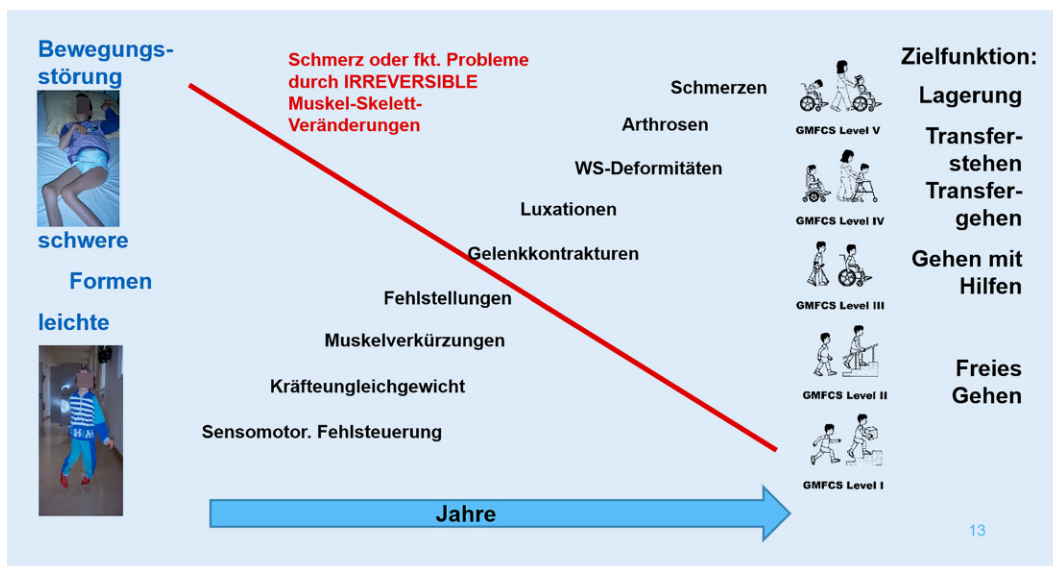 Bewegungs-
störung
schwere
Formen
leichte
Schmerz oder fkt. Probleme
durch IRREVERSIBLE
Muskel-Skelett-
Veränderungen
Schmerzen
Arthrosen
WS-Deformitäten
Luxationen
Gelenkkontrakturen
Fehlstellungen
Muskelverkürzungen
Kräfteungleichgewicht
Sensomotor. Fehlsteuerung
Jahre
GMFCS Level V
GMFCS Level IV
GMFCS Level III
GMFCS Level II
GMFCS Level I
Zielfunktion:
Lagerung
Transfer-
stehen
Transfer-
gehen
Gehen mit
Hilfen
Freies
Gehen
13